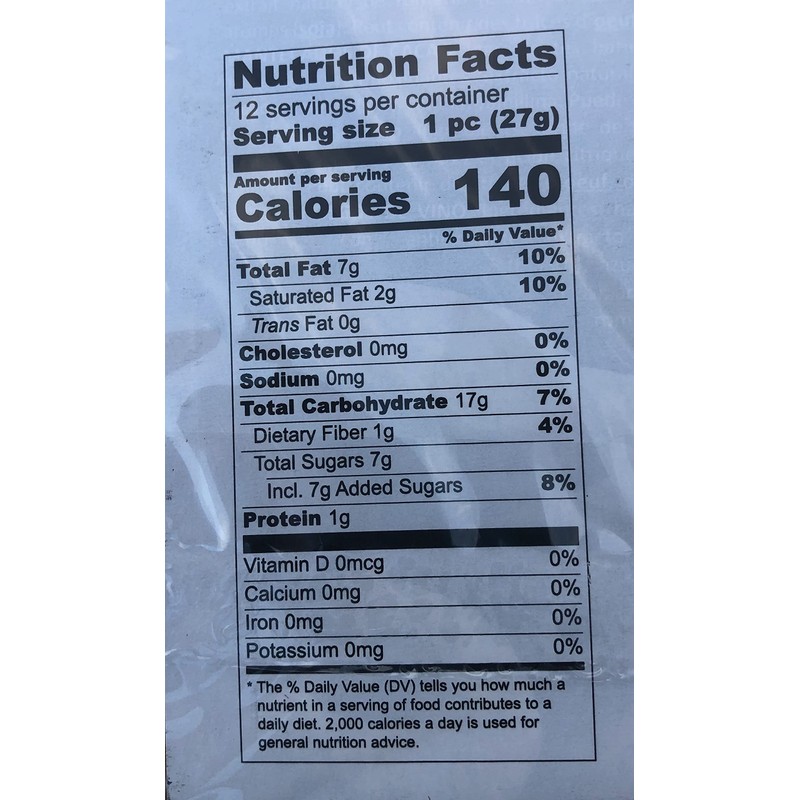 Nutrition Facts
12 servings per container
Serving size 1 pc (27g)
Amount per serving
Calories 140
% Daily Value*
Total Fat 7g 10%
Saturated Fat 2g 10%
Trans Fat 0g
Cholesterol 0mg 0%
Sodium 0mg 0%
Total Carbohydrate 17g 7%
Dietary Fiber 1g 4%
Total Sugars 7g
Incl. 7g Added Sugars 8%
Protein 1g
Vitamin D 0mcg 0%
Calcium 0mg 0%
Iron 0mg 0%
Potassium 0mg 0%
* The % Daily Value (DV) tells you how much a
nutrient in a serving of food contributes to a
daily diet. 2,000 calories a day is used for
general nutrition advice.